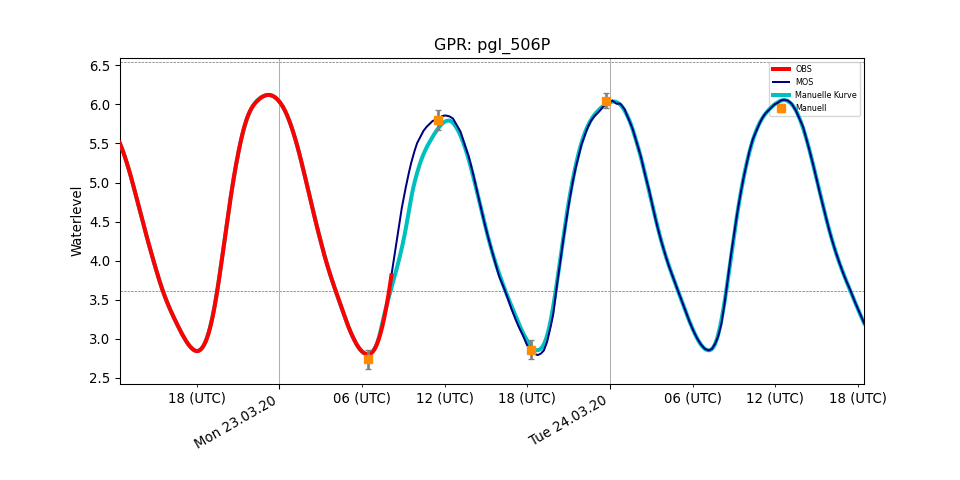 GPR: pgl_506P
OBS
MOS
Manuelle Kurve
Manuell
Waterlevel
6.5
6.0
5.5
5.0
4.5
4.0
3.5
3.0
2.5
18 (UTC)
Mon 23.03.20
06 (UTC)
12 (UTC)
18 (UTC)
Tue 24.03.20
06 (UTC)
12 (UTC)
18 (UTC)